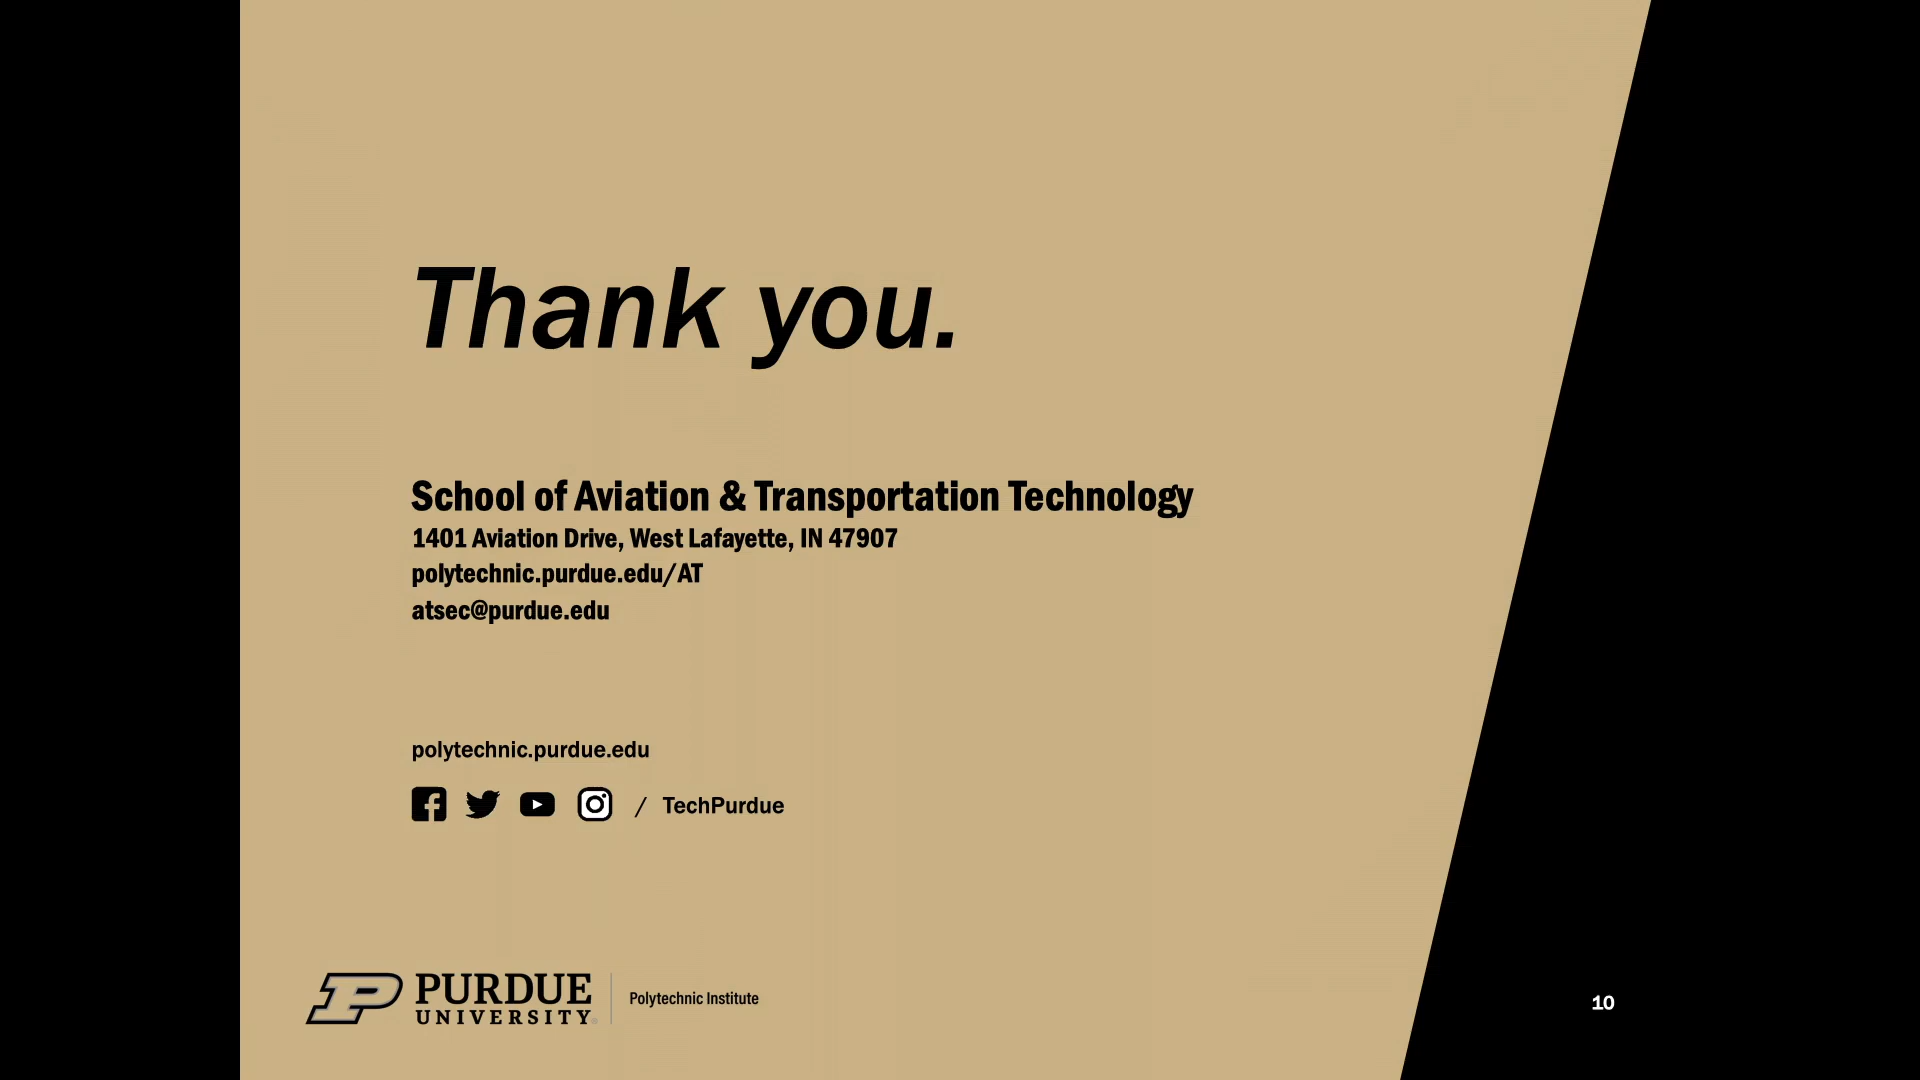 Thank you.
School of Aviation & Transportation Technology
1401 Aviation Drive, West Lafayette, IN 47907
polytechnic.purdue.edu/AT
atsec@purdue.edu
polytechnic.purdue.edu
/ TechPurdue
PURDUE
UNIVERSITY®
Polytechnic Institute
10